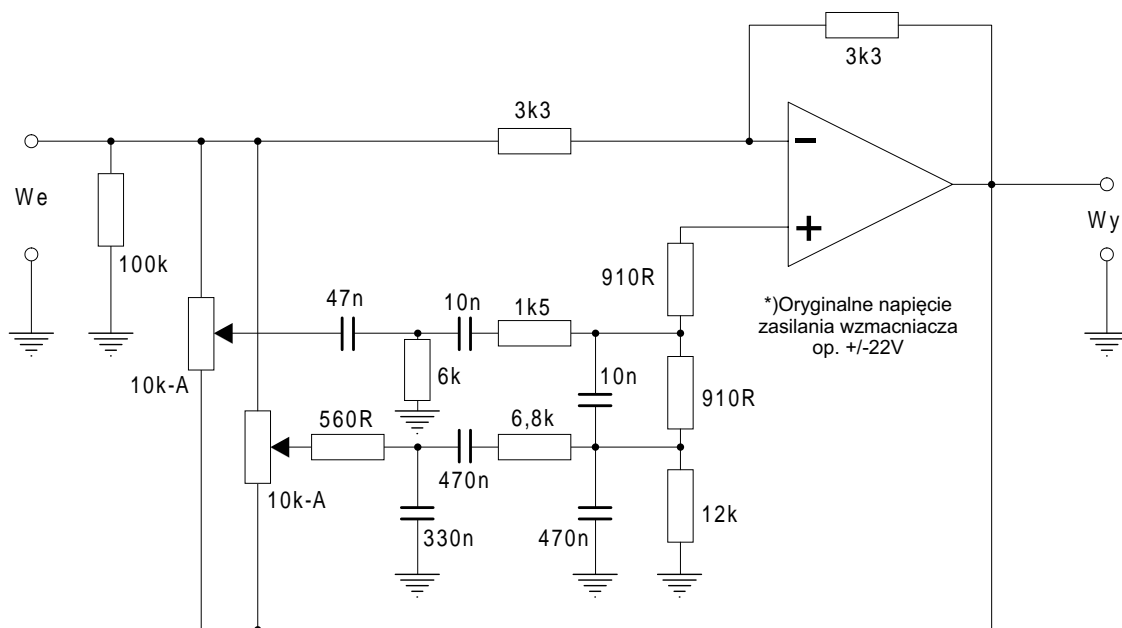 3k3
3k3
We
100k
10k-A
47n
10n
1k5
6k
10n
910R
*)Oryginalne napięcie
zasilania wzmacniacza
op. +/-22V
Wy
910R
560R
6,8k
10k-A
470n
330n
470n
12k